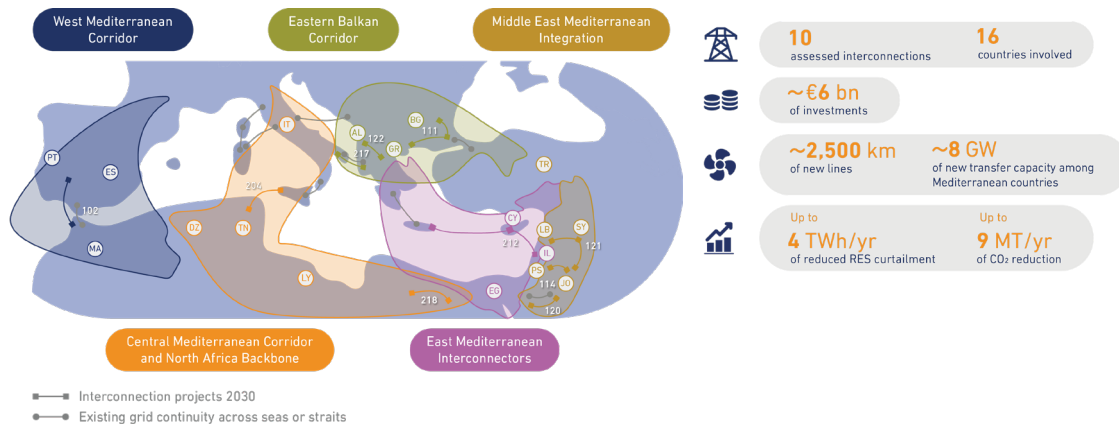 West Mediterranean
Corridor
Eastern Balkan
Corridor
Middle East Mediterranean
Integration
10
assessed interconnections
16
countries involved
~€6 bn
of investments
~2,500 km
of new lines
~8 GW
of new transfer capacity among
Mediterranean countries
Up to
4 TWh/yr
of reduced RES curtailment
Up to
9 MT/yr
of CO₂ reduction
PT
ES
102
MA
IT
204
DZ
TN
LY
218
AL
122
217
GR
BG
111
TR
CY
212
IL
EG
LB
SY
121
PS
JO
114
120
Central Mediterranean Corridor
and North Africa Backbone
East Mediterranean
Interconnectors
Interconnection projects 2030
Existing grid continuity across seas or straits